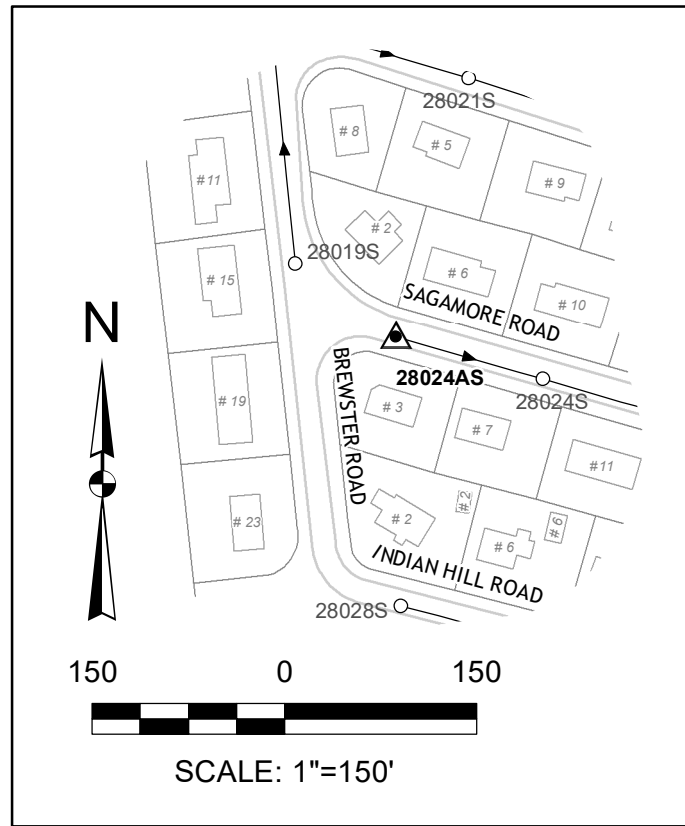 28021S
# 8
# 5
# 9
#11
# 2
28019S
# 6
# 15
# 10
SAGAMORE ROAD
N
28024AS
28024S
BREWSTER ROAD
# 19
# 3
# 7
#11
# 2
# 2
# 6
# 23
# 6
INDIAN HILL ROAD
28028S
150 0 150
SCALE: 1"=150'